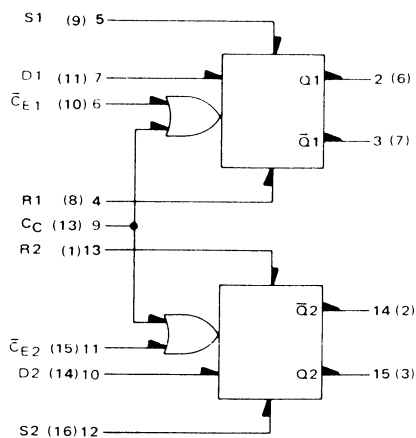 S1 (9) 5
D1 (11) 7 Q1 2 (6)
C̄E1 (10) 6
Q̄1 3 (7)
R1 (8) 4
CC (13) 9
R2 (1) 13
Q̄2 14 (2)
C̄E2 (15) 11
D2 (14) 10 Q2 15 (3)
S2 (16) 12